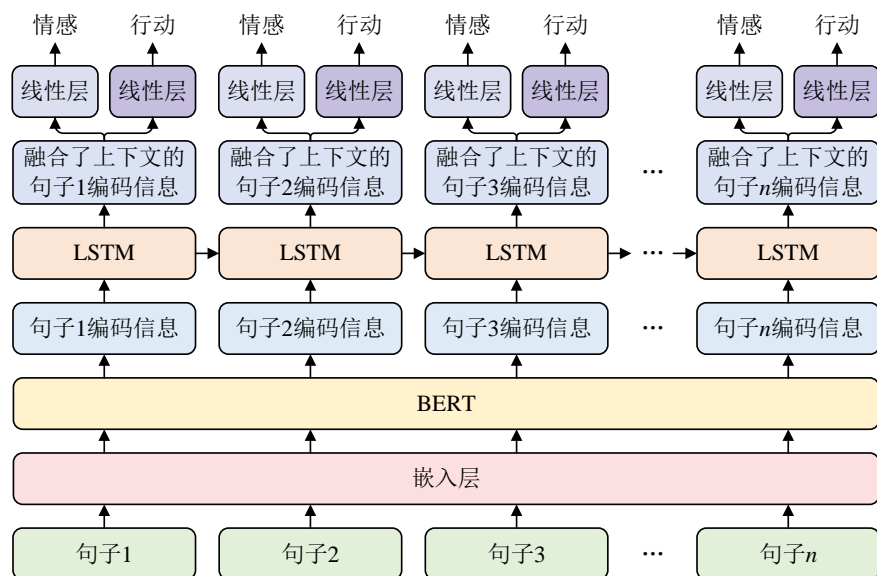 情感 行动 情感 行动 情感 行动 情感 行动
线性层 线性层 线性层 线性层 线性层 线性层 线性层 线性层
融合了上下文的 融合了上下文的 融合了上下文的 融合了上下文的
句子1编码信息 句子2编码信息 句子3编码信息 ... 句子n编码信息
LSTM LSTM LSTM ... LSTM
句子1编码信息 句子2编码信息 句子3编码信息 ... 句子n编码信息
BERT
嵌入层
句子1 句子2 句子3 ... 句子n